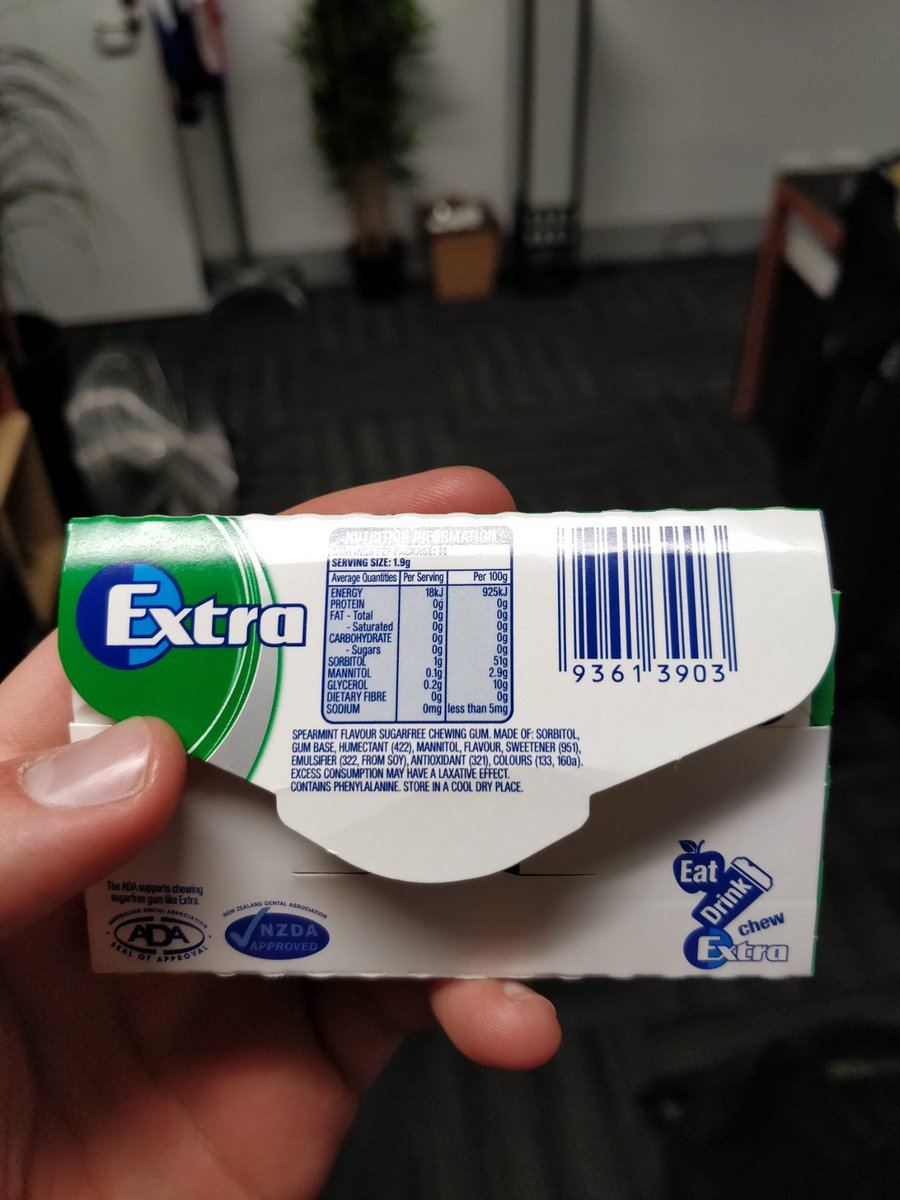 Extra
NUTRITION INFORMATION
SERVINGS PER PACKAGE: 14
SERVING SIZE: 1.9g
Average Quantities Per Serving Per 100g
ENERGY 18kJ 925kJ
PROTEIN 0g 0g
FAT - Total 0g 0g
- Saturated 0g 0g
CARBOHYDRATE 0g 0g
- Sugars 0g 0g
SORBITOL 1g 51g
MANNITOL 0.1g 2.9g
GLYCEROL 0.2g 10g
DIETARY FIBRE 0g 0g
SODIUM 0mg less than 5mg
9361 3903
SPEARMINT FLAVOUR SUGARFREE CHEWING GUM. MADE OF: SORBITOL,
GUM BASE, HUMECTANT (422), MANNITOL, FLAVOUR, SWEETENER (951),
EMULSIFIER (322, FROM SOY), ANTIOXIDANT (321), COLOURS (133, 160a).
EXCESS CONSUMPTION MAY HAVE A LAXATIVE EFFECT.
CONTAINS PHENYLALANINE. STORE IN A COOL DRY PLACE.
The ADA supports chewing
sugarfree gum like Extra.
AUSTRALIAN DENTAL ASSOCIATION
ADA
SEAL OF APPROVAL
NEW ZEALAND DENTAL ASSOCIATION
NZDA
APPROVED
Eat
Drink
chew
Extra